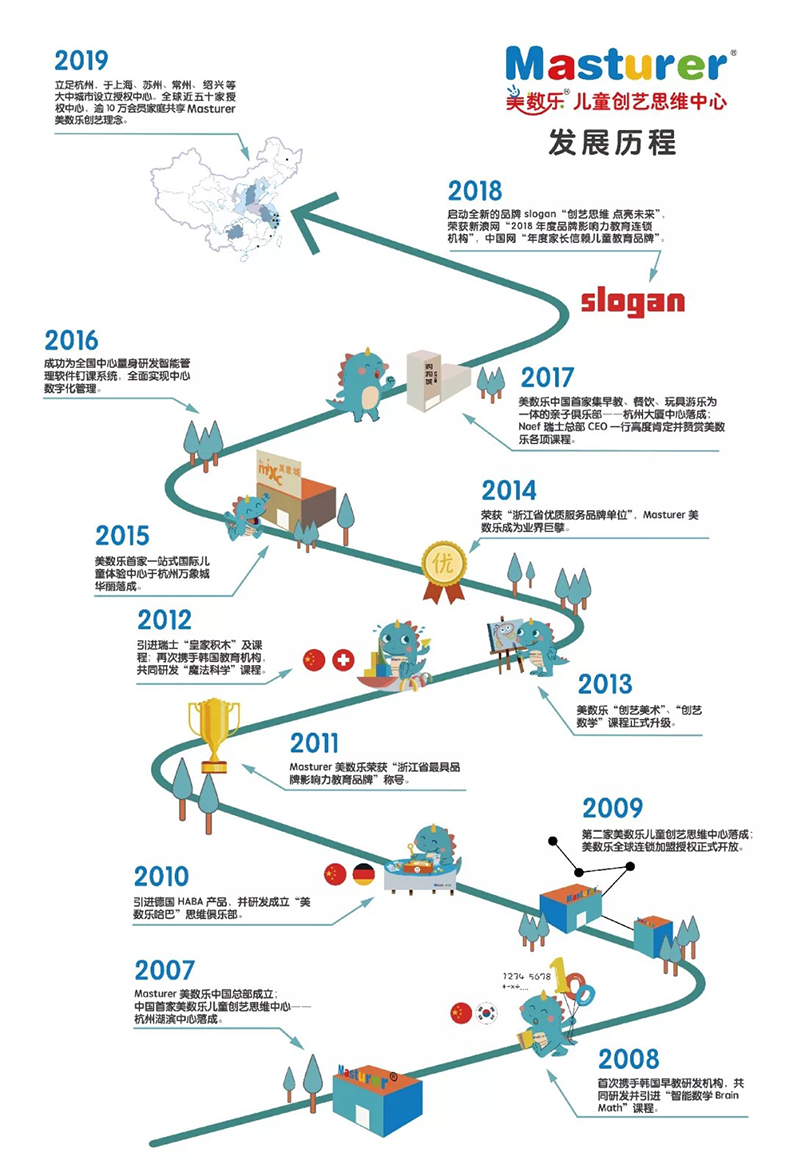 Masturer®
美数乐® 儿童创艺思维中心
发展历程
2019
立足杭州，于上海、苏州、常州、绍兴等
大中城市设立授权中心。全球近五十家授
权中心，逾10万会员家庭共享Masturer
美数乐创艺理念。
2018
启动全新的品牌 slogan “创艺思维 点亮未来”，
荣获新浪网“2018 年度品牌影响力教育连锁
机构”，中国网“年度家长信赖儿童教育品牌”。
slogan
2016
成功为全国中心量身研发智能管
理软件钉课系统，全面实现中心
数字化管理。
2017
美数乐中国首家集早教、餐饮、玩具游乐为
一体的亲子俱乐部——杭州大厦中心落成；
Naef 瑞士总部 CEO 一行高度肯定并赞赏美数
乐各项课程。
mixc 万象城
2014
荣获“浙江省优质服务品牌单位”，Masturer 美
数乐成为业界巨擘。
2015
美数乐首家一站式国际儿
童体验中心于杭州万象城
华丽落成。
优
2012
引进瑞士“皇家积木”及课
程；再次携手韩国教育机构，
共同研发“魔法科学”课程。
2013
美数乐“创艺美术”、“创艺
数学”课程正式升级。
2011
Masturer 美数乐荣获“浙江省最具品
牌影响力教育品牌”称号。
2009
第二家美数乐儿童创艺思维中心落成；
美数乐全球连锁加盟授权正式开放。
2010
引进德国 HABA 产品，并研发成立“美
数乐哈巴”思维俱乐部。
Masturer
2007
Masturer 美数乐中国总部成立；
中国首家美数乐儿童创艺思维中心——
杭州湖滨中心落成。
1234 5678
+-×÷....
100
2008
首次携手韩国早教研发机构，共
同研发并引进“智能数学 Brain
Math”课程。
Masturer®